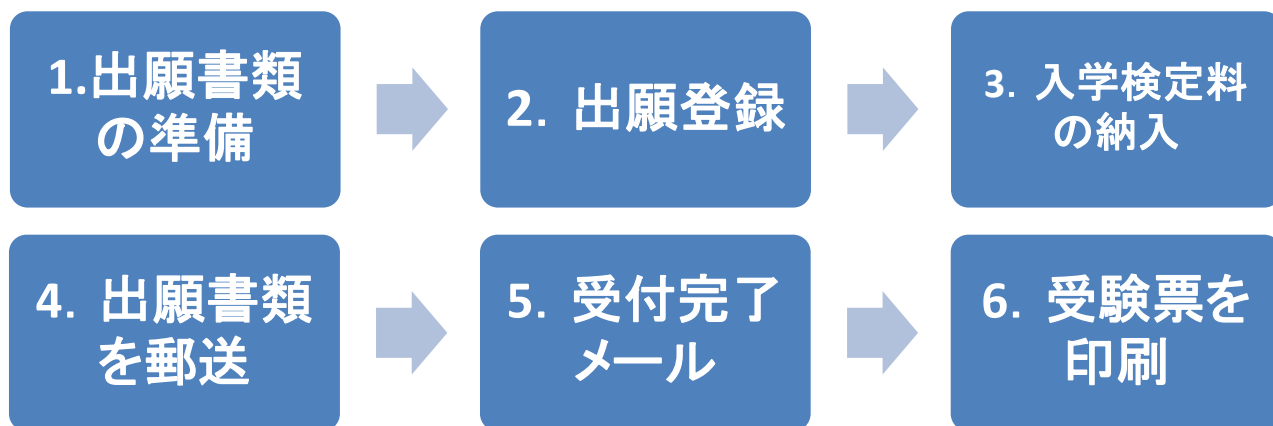 1.出願書類
の準備
2. 出願登録
3. 入学検定料
の納入
4. 出願書類
を郵送
5. 受付完了
メール
6. 受験票を
印刷